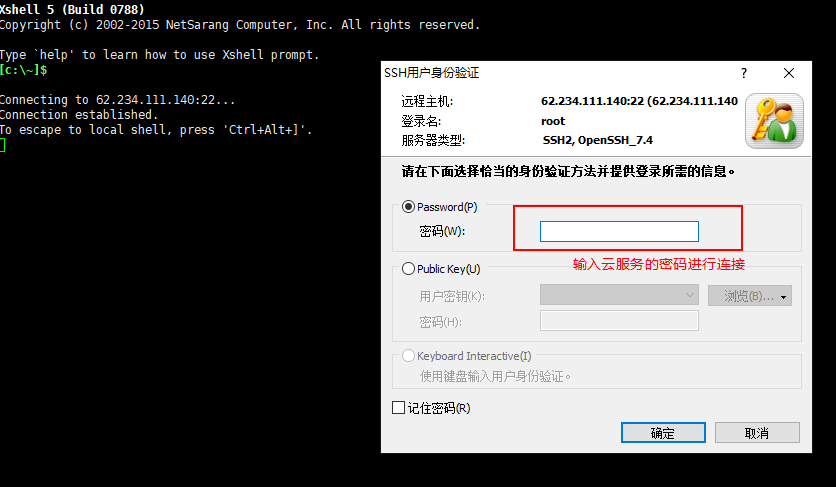 Xshell 5 (Build 0788)
Copyright (c) 2002-2015 NetSarang Computer, Inc. All rights reserved.
Type `help' to learn how to use Xshell prompt.
[c:\~]$
Connecting to 62.234.111.140:22...
Connection established.
To escape to local shell, press 'Ctrl+Alt+]'.
SSH用户身份验证
?
远程主机: 62.234.111.140:22 (62.234.111.140
登录名: root
服务器类型: SSH2, OpenSSH_7.4
请在下面选择恰当的身份验证方法并提供登录所需的信息。
Password(P)
密码(W):
输入云服务的密码进行连接
Public Key(U)
用户密钥(K): 浏览(B)...
密码(H):
Keyboard Interactive(I)
使用键盘输入用户身份验证。
记住密码(R)
确定 取消